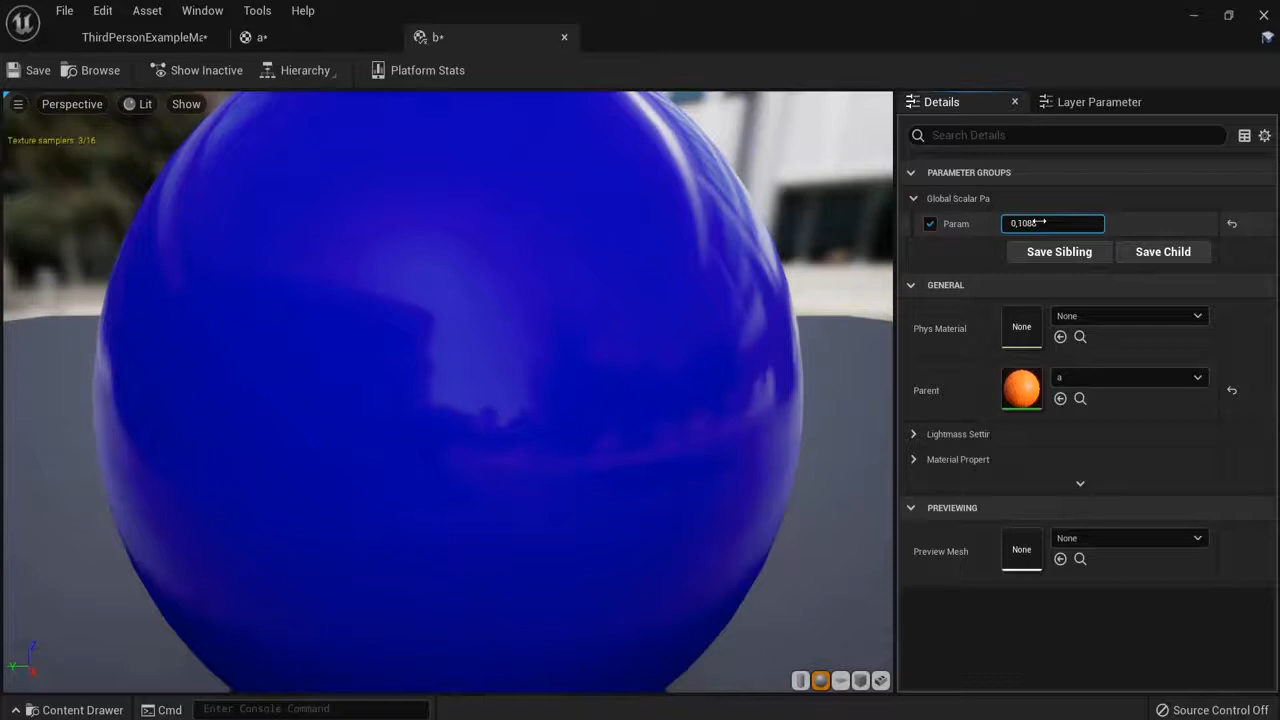 File Edit Asset Window Tools Help
ThirdPersonExampleMa* a* b*
Save Browse Show Inactive Hierarchy Platform Stats
Perspective Lit Show
Texture samplers: 3/16
Details Layer Parameter
Search Details
PARAMETER GROUPS
Global Scalar Pa
Param
Save Sibling Save Child
GENERAL
Phys Material None None
Parent a
Lightmass Settir
Material Propert
PREVIEWING
Preview Mesh None None
Z
Y X
Content Drawer Cmd Enter Console Command Source Control Off